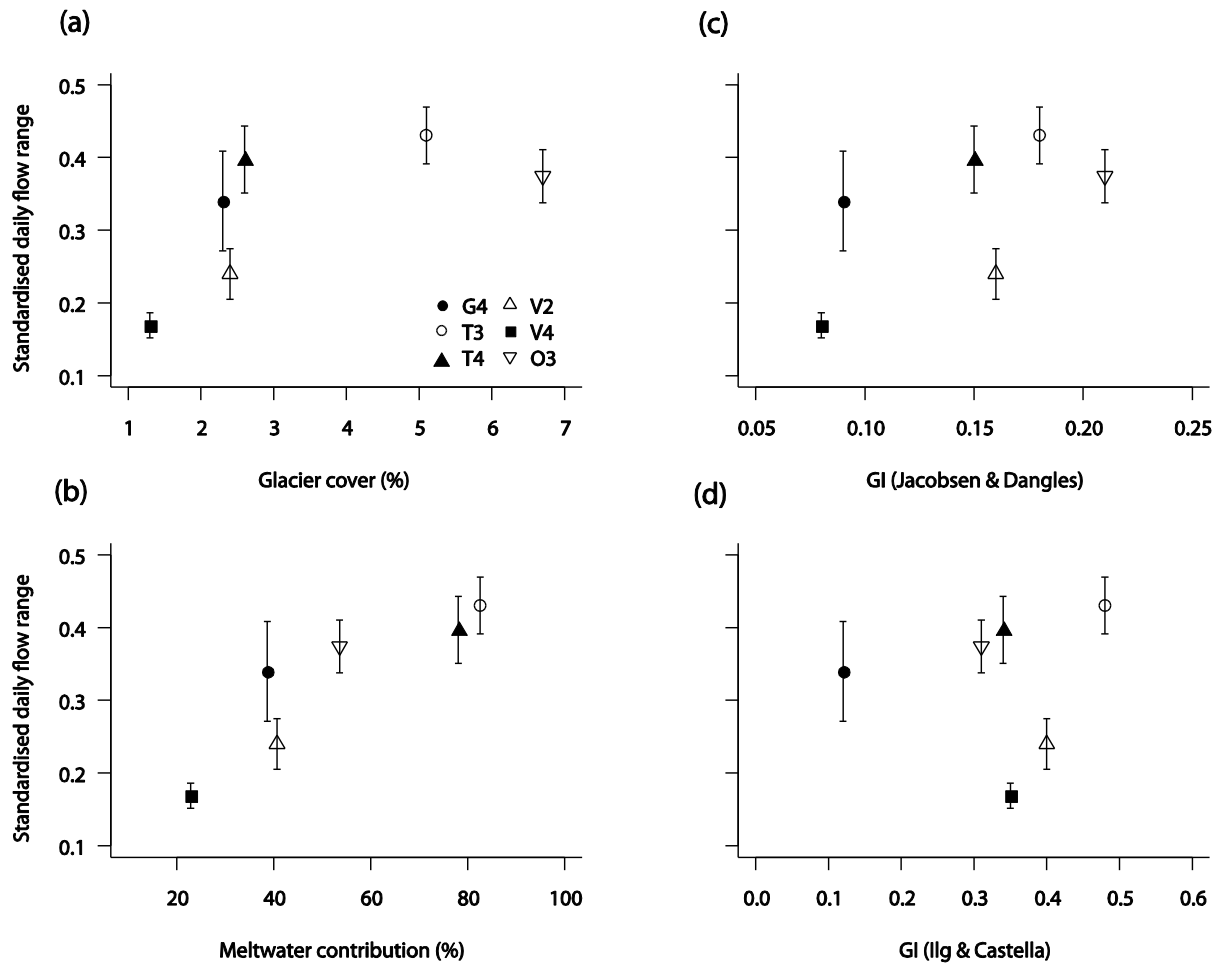 (a)
Standardised daily flow range
0.5
0.4
0.3
0.2
0.1
G4 V2
T3 V4
T4 O3
1 2 3 4 5 6 7
Glacier cover (%)
(c)
0.05 0.10 0.15 0.20 0.25
GI (Jacobsen & Dangles)
(b)
Standardised daily flow range
0.5
0.4
0.3
0.2
0.1
20 40 60 80 100
Meltwater contribution (%)
(d)
0.0 0.1 0.2 0.3 0.4 0.5 0.6
GI (Ilg & Castella)